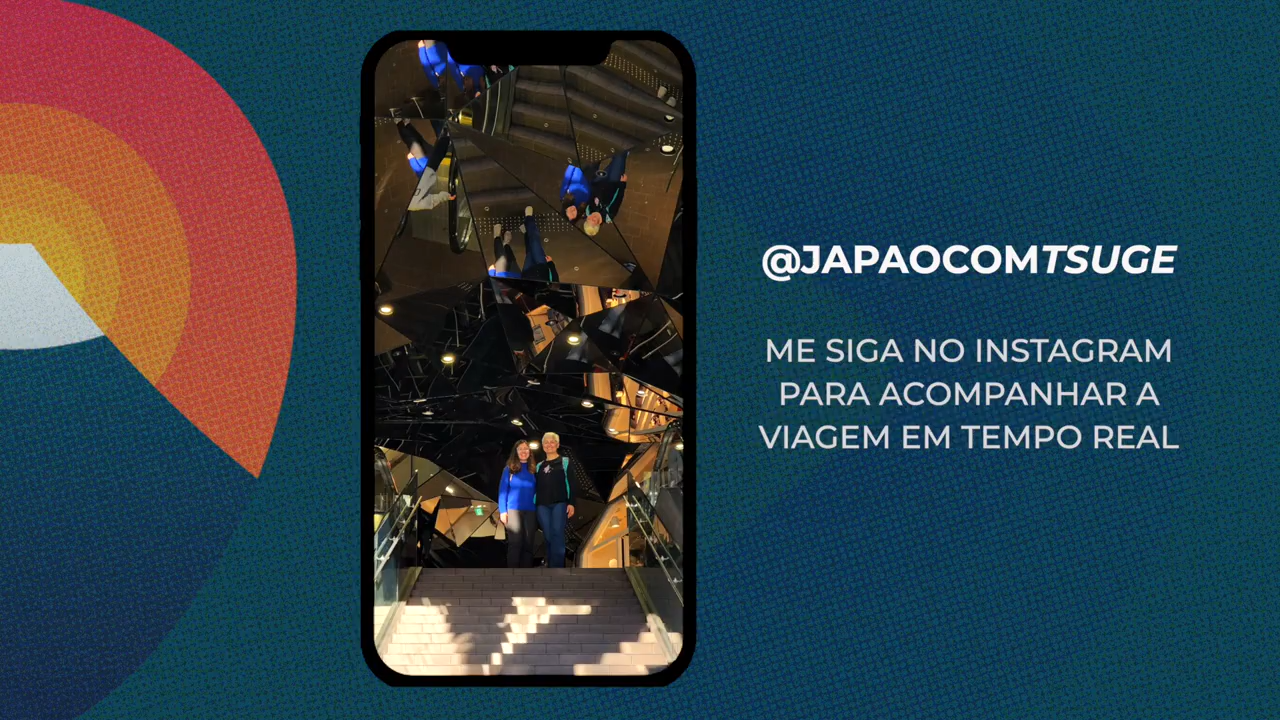 @JAPAOCOMTSUGE
ME SIGA NO INSTAGRAM
PARA ACOMPANHAR A
VIAGEM EM TEMPO REAL